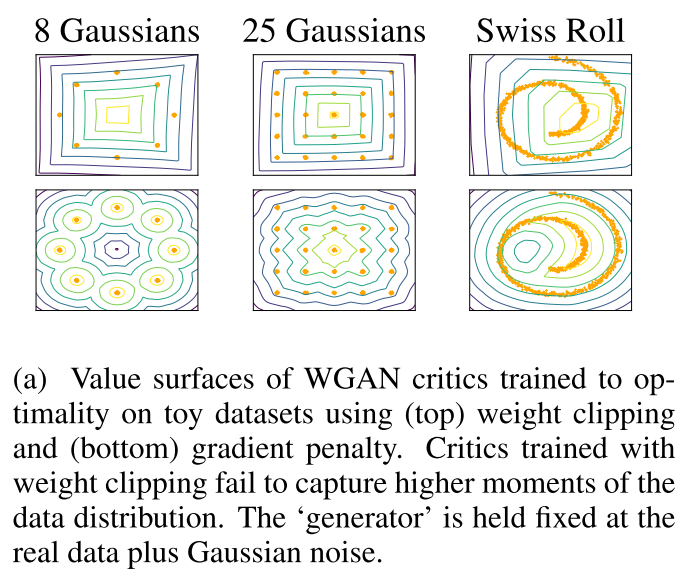 8 Gaussians 25 Gaussians Swiss Roll
(a) Value surfaces of WGAN critics trained to op-
timality on toy datasets using (top) weight clipping
and (bottom) gradient penalty. Critics trained with
weight clipping fail to capture higher moments of the
data distribution. The ‘generator’ is held fixed at the
real data plus Gaussian noise.